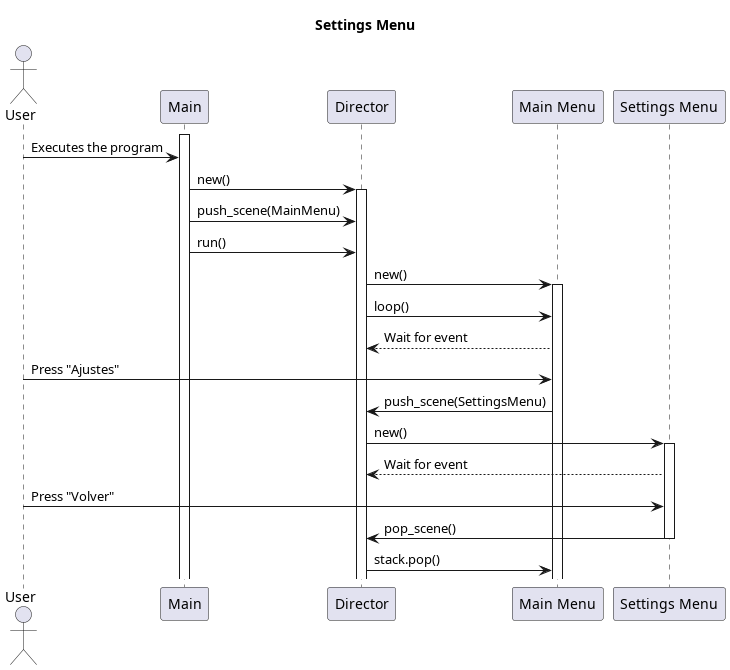 Settings Menu
User
Main
Director
Main Menu
Settings Menu
Executes the program
new()
push_scene(MainMenu)
run()
new()
loop()
Wait for event
Press "Ajustes"
push_scene(SettingsMenu)
new()
Wait for event
Press "Volver"
pop_scene()
stack.pop()
User
Main
Director
Main Menu
Settings Menu